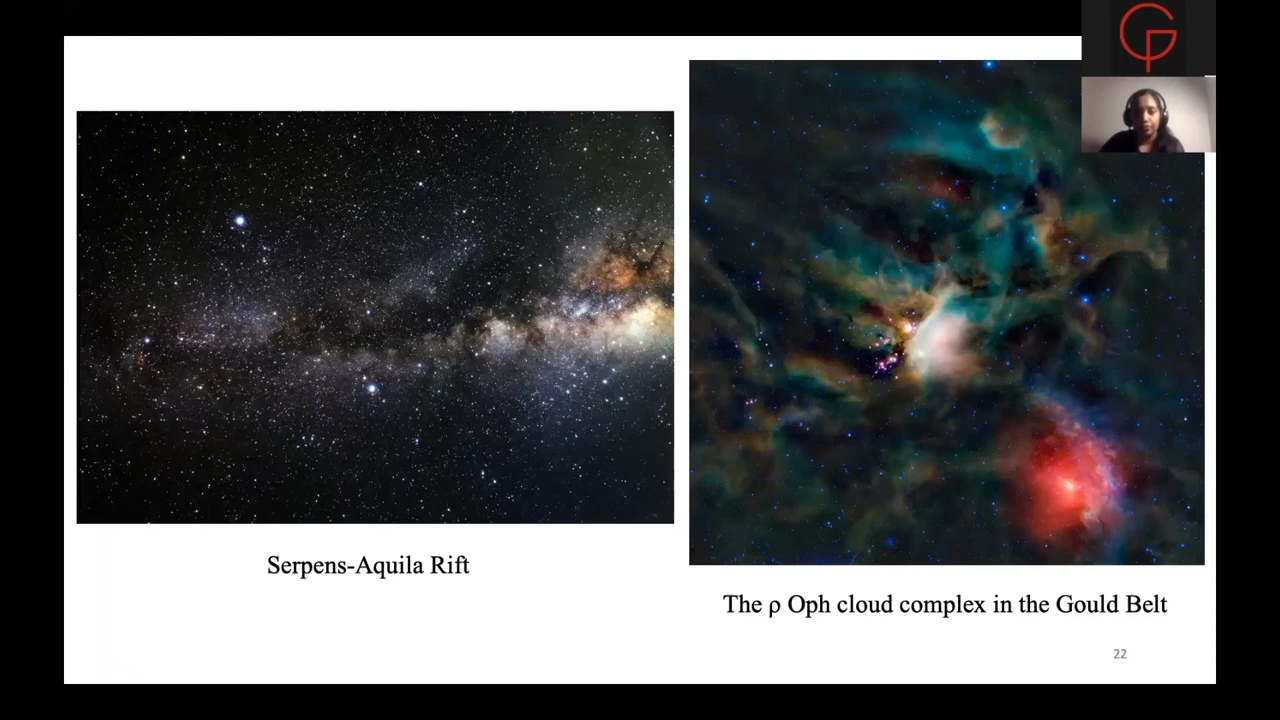 Serpens-Aquila Rift
The ρ Oph cloud complex in the Gould Belt
22